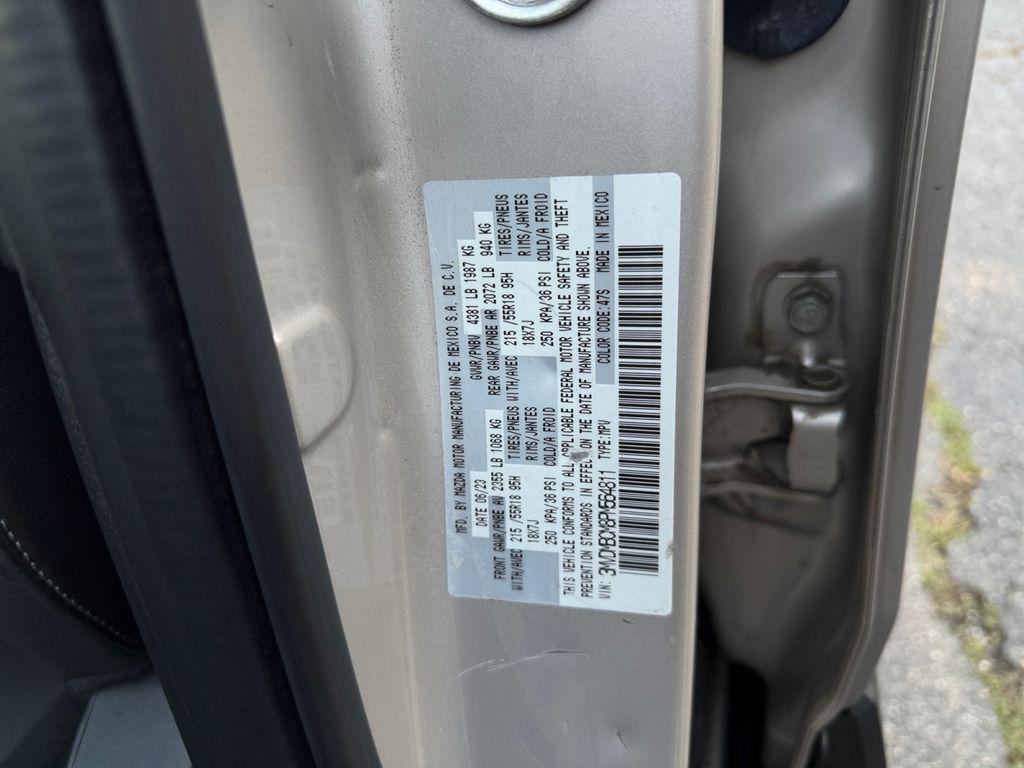 MFD. BY MAZDA MOTOR MANUFACTURING DE MEXICO S.A. DE C.V.
DATE 06/23 GVWR/PNBV 4381 LB 1987 KG
FRONT GAWR/PNBE AV 2355 LB 1068 KG REAR GAWR/PNBE AR 2072 LB 940 KG
WITH/AVEC 215 /55R18 95H TIRES/PNEUS WITH/AVEC 215 /55R18 95H TIRES/PNEUS
18X7J RIMS/JANTES 18X7J RIMS/JANTES
250 KPA/36 PSI COLD/A FROID 250 KPA/36 PSI COLD/A FROID
THIS VEHICLE CONFORMS TO ALL APPLICABLE FEDERAL MOTOR VEHICLE SAFETY AND THEFT
PREVENTION STANDARDS IN EFFECT ON THE DATE OF MANUFACTURE SHOWN ABOVE.
VIN: 3MVDMBCM8PM564811 TYPE:MPV COLOR CODE:47S MADE IN MEXICO